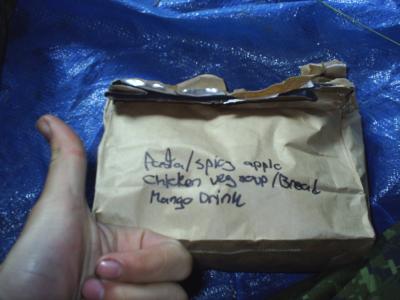 Pasta/spicy apple
chicken veg soup/Bread
Mango Drink